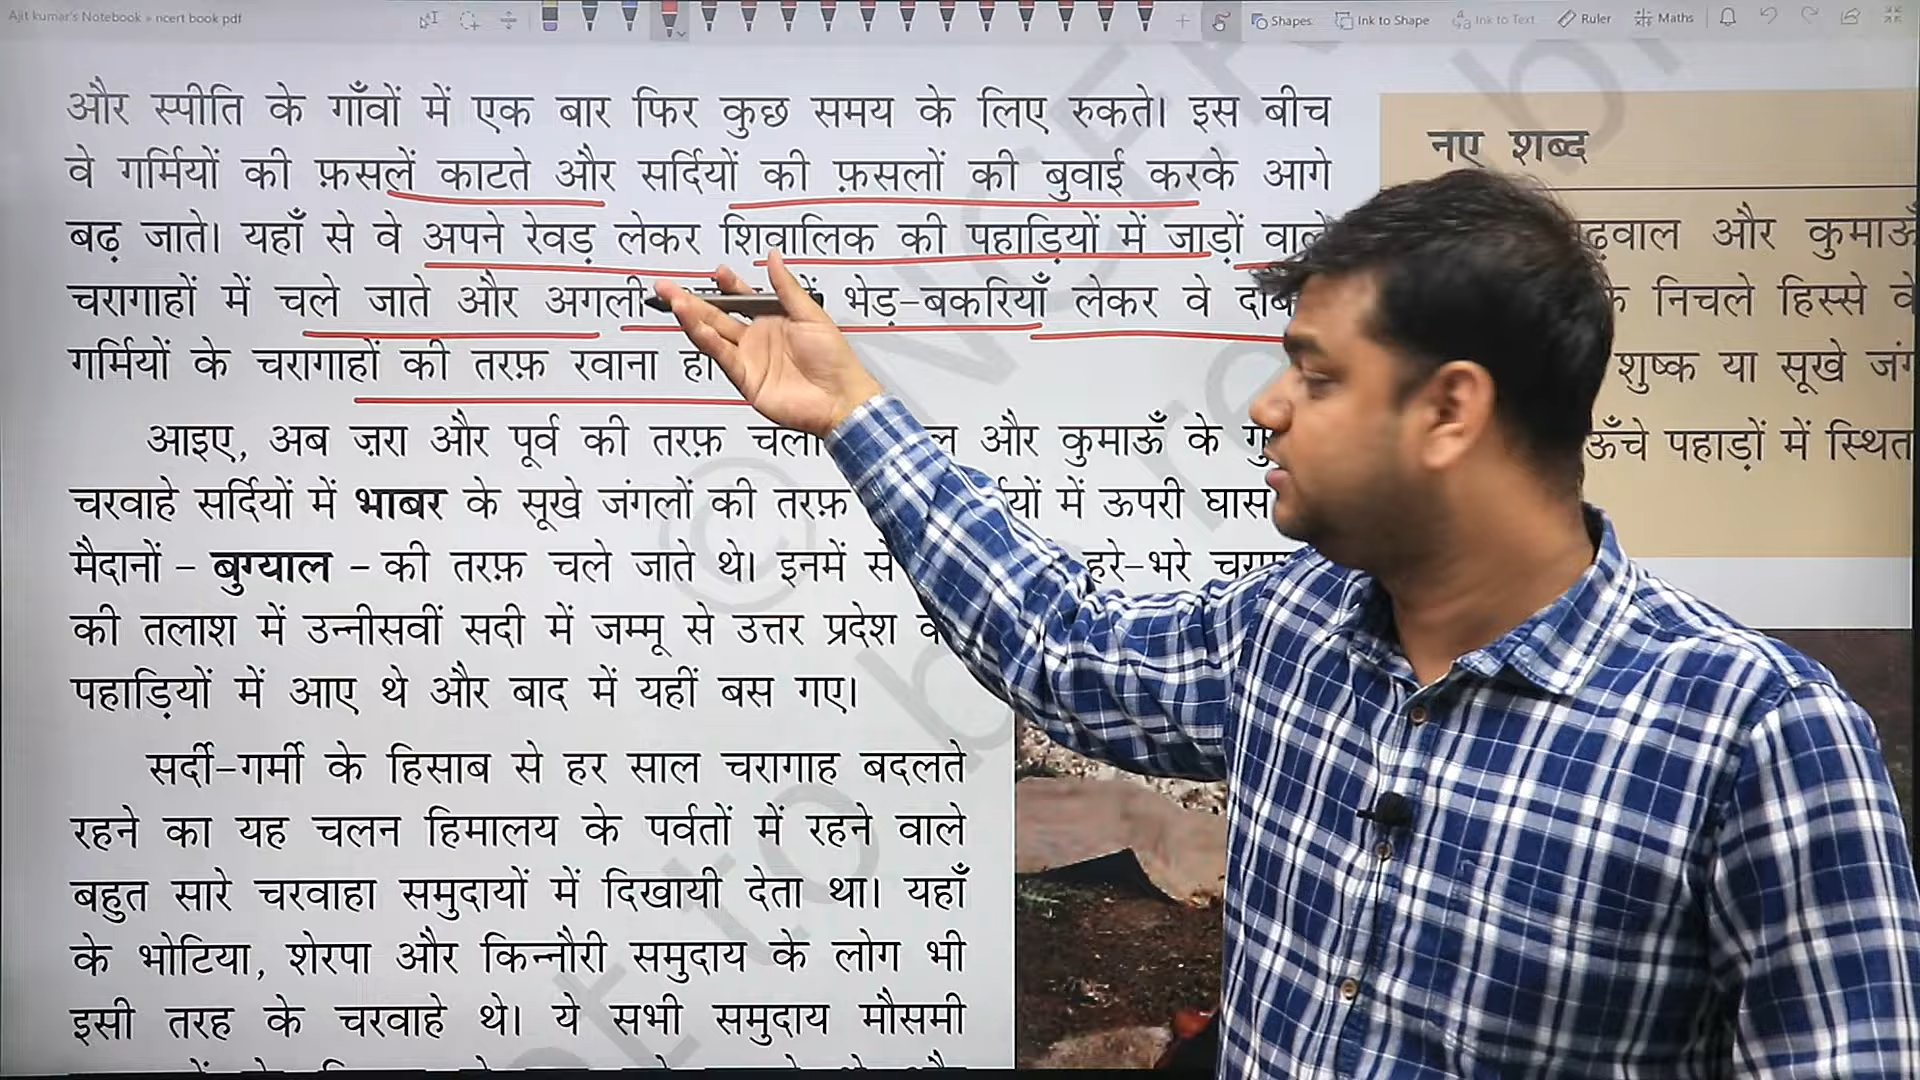 Ajit kumar's Notebook » ncert book pdf
Shapes
Ink to Shape
Ink to Text
Ruler
Maths
और स्पीति के गाँवों में एक बार फिर कुछ समय के लिए रुकते। इस बीच
वे गर्मियों की फ़सलें काटते और सर्दियों की फ़सलों की बुवाई करके आगे
बढ़ जाते। यहाँ से वे अपने रेवड़ लेकर शिवालिक की पहाड़ियों में जाड़ों वाले
चरागाहों में चले जाते और अगली भेड़-बकरियाँ लेकर वे
गर्मियों के चरागाहों की तरफ़ रवाना हो
आइए, अब ज़रा और पूर्व की तरफ़ और कुमाऊँ के
चरवाहे सर्दियों में भाबर के सूखे जंगलों की तरफ़ में ऊपरी घास
मैदानों – बुग्याल – की तरफ़ चले जाते थे। इनमें से हरे-भरे
की तलाश में उन्नीसवीं सदी में जम्मू से उत्तर प्रदेश
पहाड़ियों में आए थे और बाद में यहीं बस गए।
सर्दी-गर्मी के हिसाब से हर साल चरागाह बदलते
रहने का यह चलन हिमालय के पर्वतों में रहने वाले
बहुत सारे चरवाहा समुदायों में दिखायी देता था। यहाँ
के भोटिया, शेरपा और किन्नौरी समुदाय के लोग भी
इसी तरह के चरवाहे थे। ये सभी समुदाय मौसमी
नए शब्द
और कुमाऊँ
निचले हिस्से
शुष्क या सूखे
ऊँचे पहाड़ों में स्थित